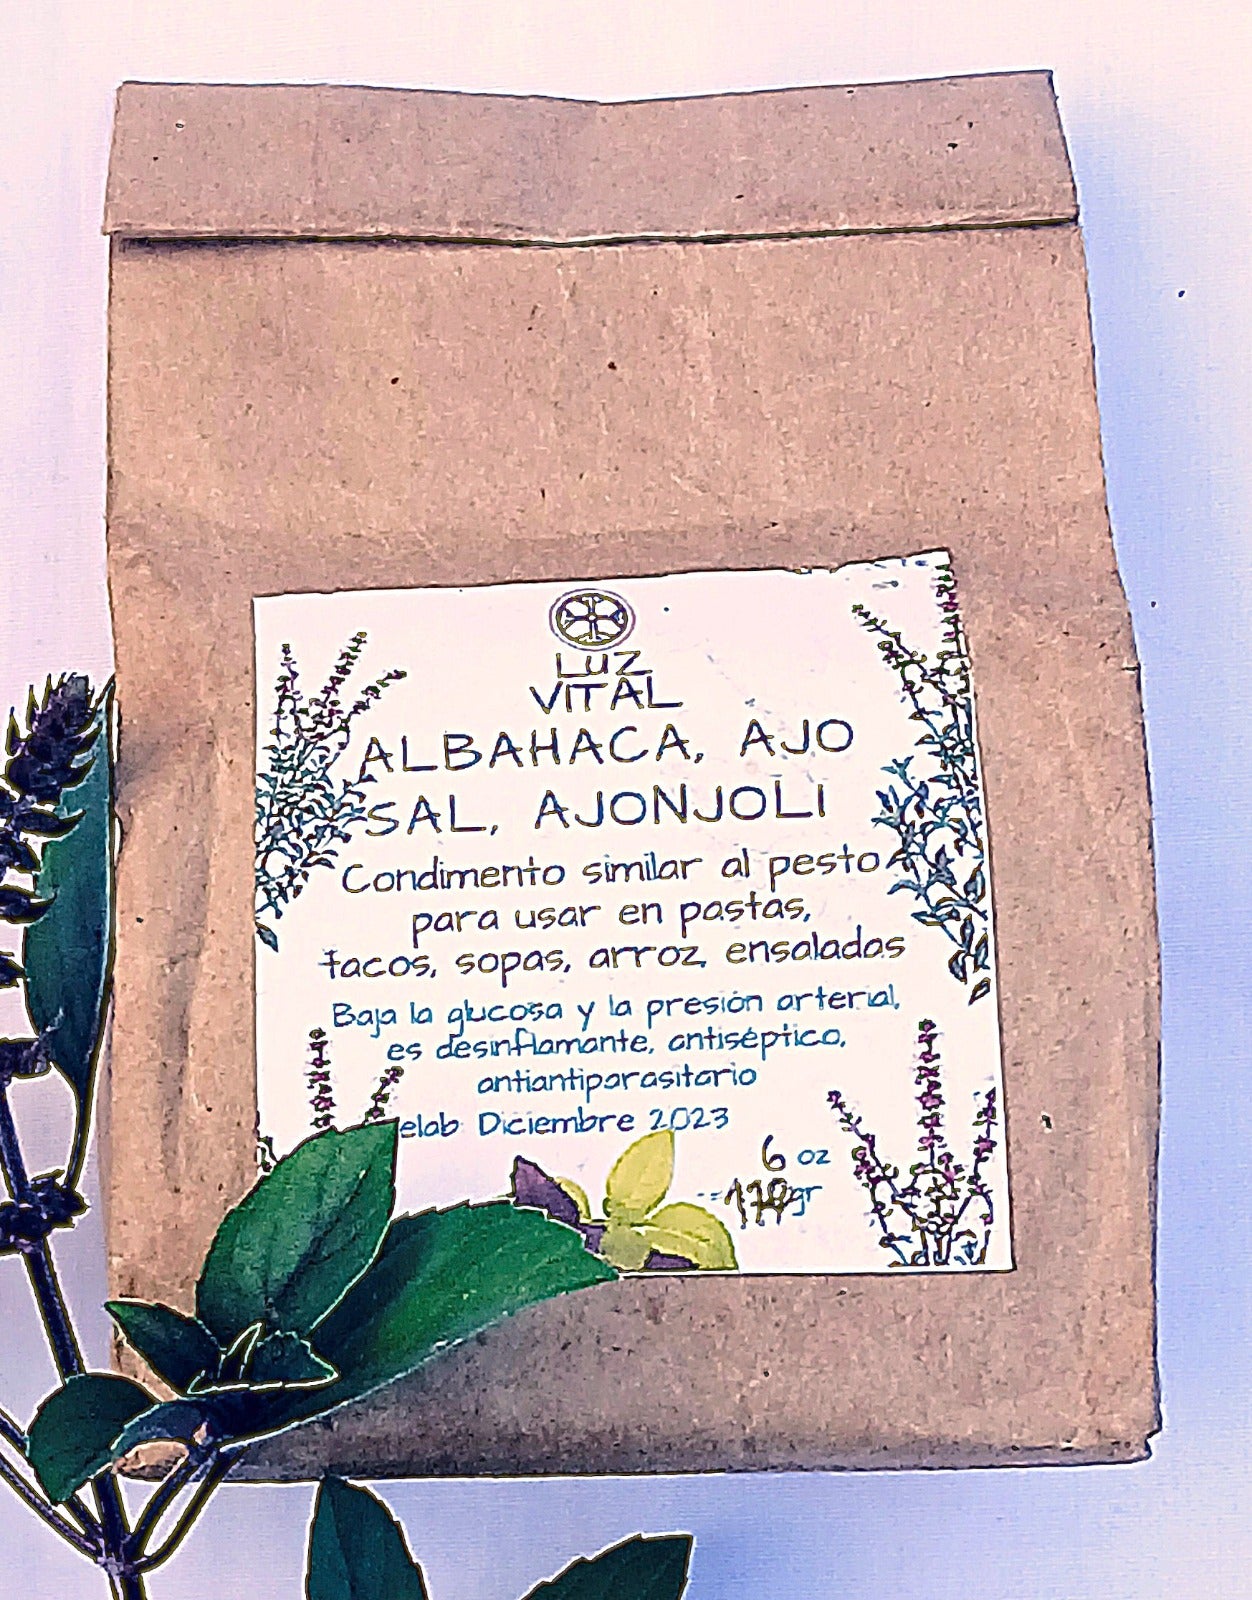 LUZ
VITAL
ALBAHACA, AJO
SAL, AJONJOLI
Condimento similar al pesto
para usar en pastas,
tacos, sopas, arroz, ensaladas
Baja la glucosa y la presión arterial,
es desinflamante, antiséptico,
antiantiparasitario
elab Diciembre 2023
6 oz
gr